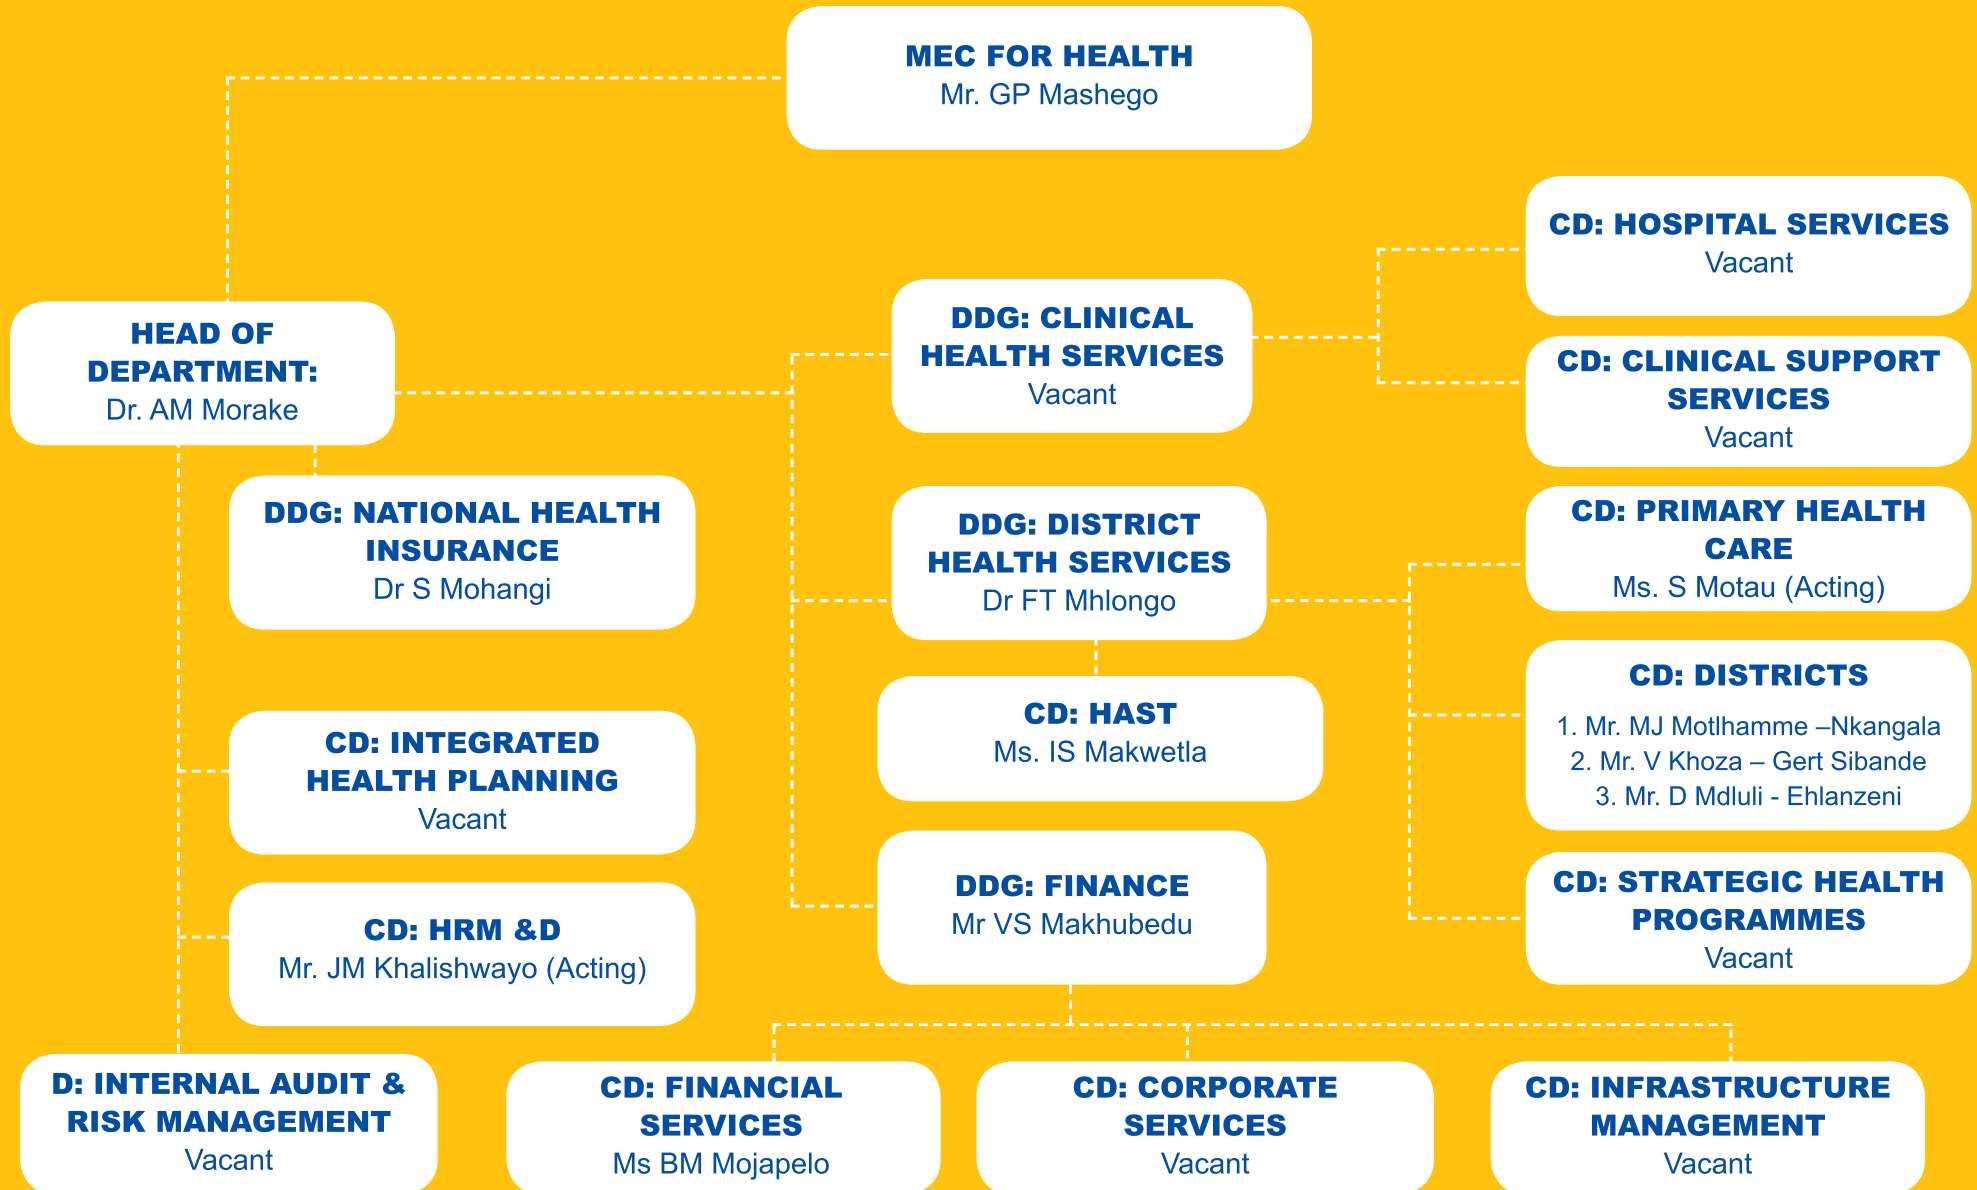 MEC FOR HEALTH
Mr. GP Mashego
HEAD OF
DEPARTMENT:
Dr. AM Morake
DDG: NATIONAL HEALTH
INSURANCE
Dr S Mohangi
CD: INTEGRATED
HEALTH PLANNING
Vacant
CD: HRM &D
Mr. JM Khalishwayo (Acting)
D: INTERNAL AUDIT &
RISK MANAGEMENT
Vacant
DDG: CLINICAL
HEALTH SERVICES
Vacant
CD: HOSPITAL SERVICES
Vacant
CD: CLINICAL SUPPORT
SERVICES
Vacant
DDG: DISTRICT
HEALTH SERVICES
Dr FT Mhlongo
CD: HAST
Ms. IS Makwetla
CD: PRIMARY HEALTH
CARE
Ms. S Motau (Acting)
CD: DISTRICTS
1. Mr. MJ Motlhamme –Nkangala
2. Mr. V Khoza – Gert Sibande
3. Mr. D Mdluli - Ehlanzeni
CD: STRATEGIC HEALTH
PROGRAMMES
Vacant
DDG: FINANCE
Mr VS Makhubedu
CD: FINANCIAL
SERVICES
Ms BM Mojapelo
CD: CORPORATE
SERVICES
Vacant
CD: INFRASTRUCTURE
MANAGEMENT
Vacant